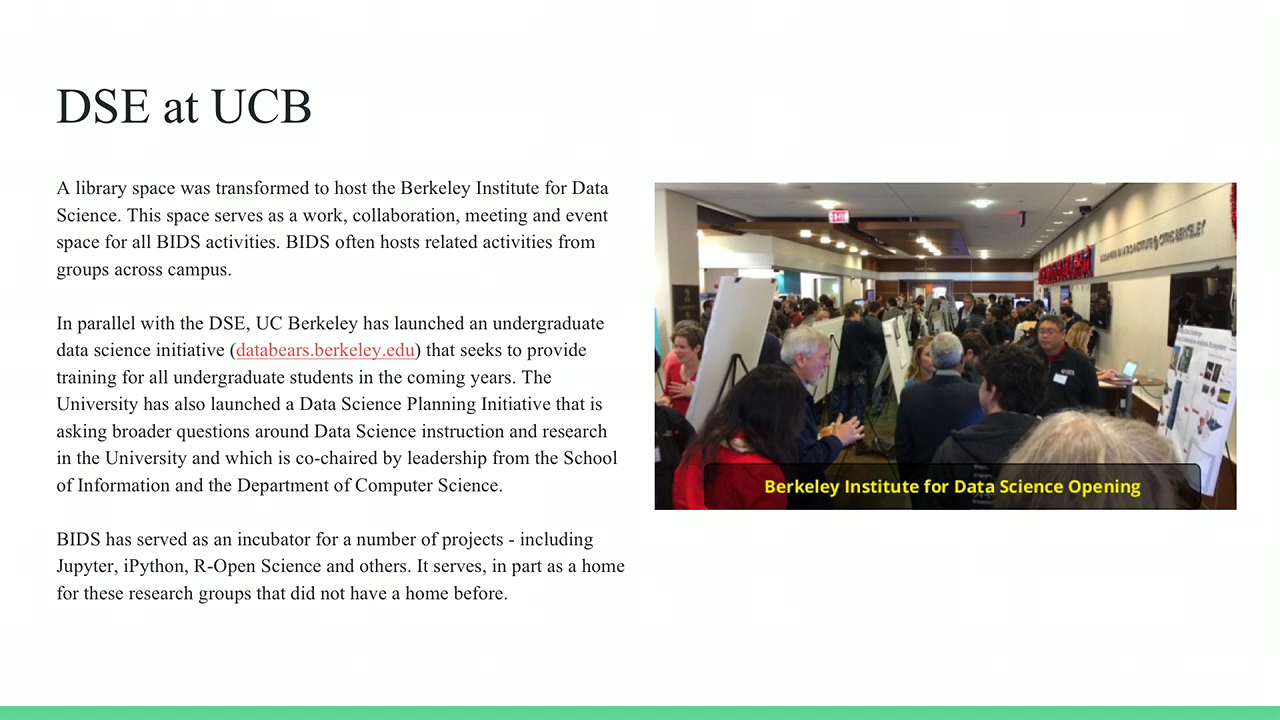 DSE at UCB
A library space was transformed to host the Berkeley Institute for Data
Science. This space serves as a work, collaboration, meeting and event
space for all BIDS activities. BIDS often hosts related activities from
groups across campus.
In parallel with the DSE, UC Berkeley has launched an undergraduate
data science initiative (databears.berkeley.edu) that seeks to provide
training for all undergraduate students in the coming years. The
University has also launched a Data Science Planning Initiative that is
asking broader questions around Data Science instruction and research
in the University and which is co-chaired by leadership from the School
of Information and the Department of Computer Science.
BIDS has served as an incubator for a number of projects - including
Jupyter, iPython, R-Open Science and others. It serves, in part as a home
for these research groups that did not have a home before.
EXIT
Berkeley Institute for Data Science Opening